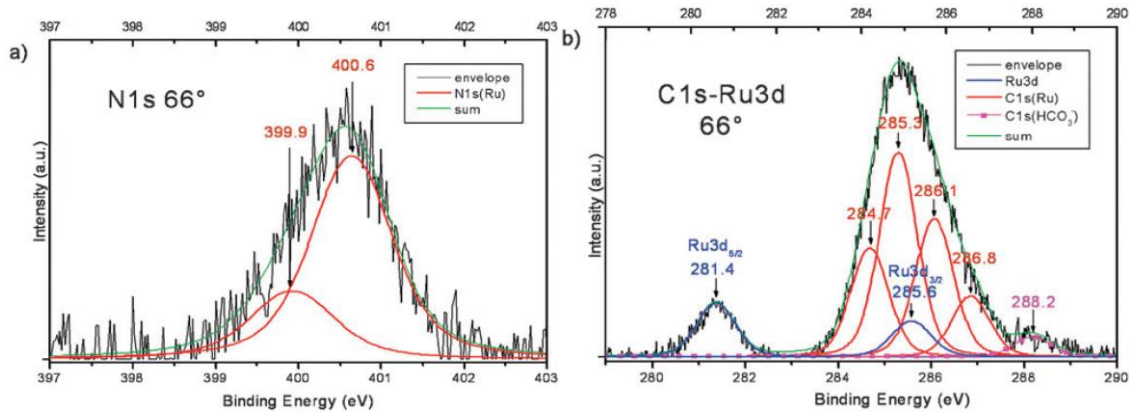 a)
397 398 399 400 401 402 403
N1s 66°
400.6
399.9
envelope
N1s(Ru)
sum
Intensity (a.u.)
397 398 399 400 401 402 403
Binding Energy (eV)
b)
278 280 282 284 286 288 290
C1s-Ru3d
66°
envelope
Ru3d
C1s(Ru)
C1s(HCO₃⁻)
sum
285.3
286.1
284.7
286.8
Ru3d₅/₂
281.4
Ru3d₃/₂
285.6
288.2
Intensity (a.u.)
280 282 284 286 288 290
Binding Energy (eV)